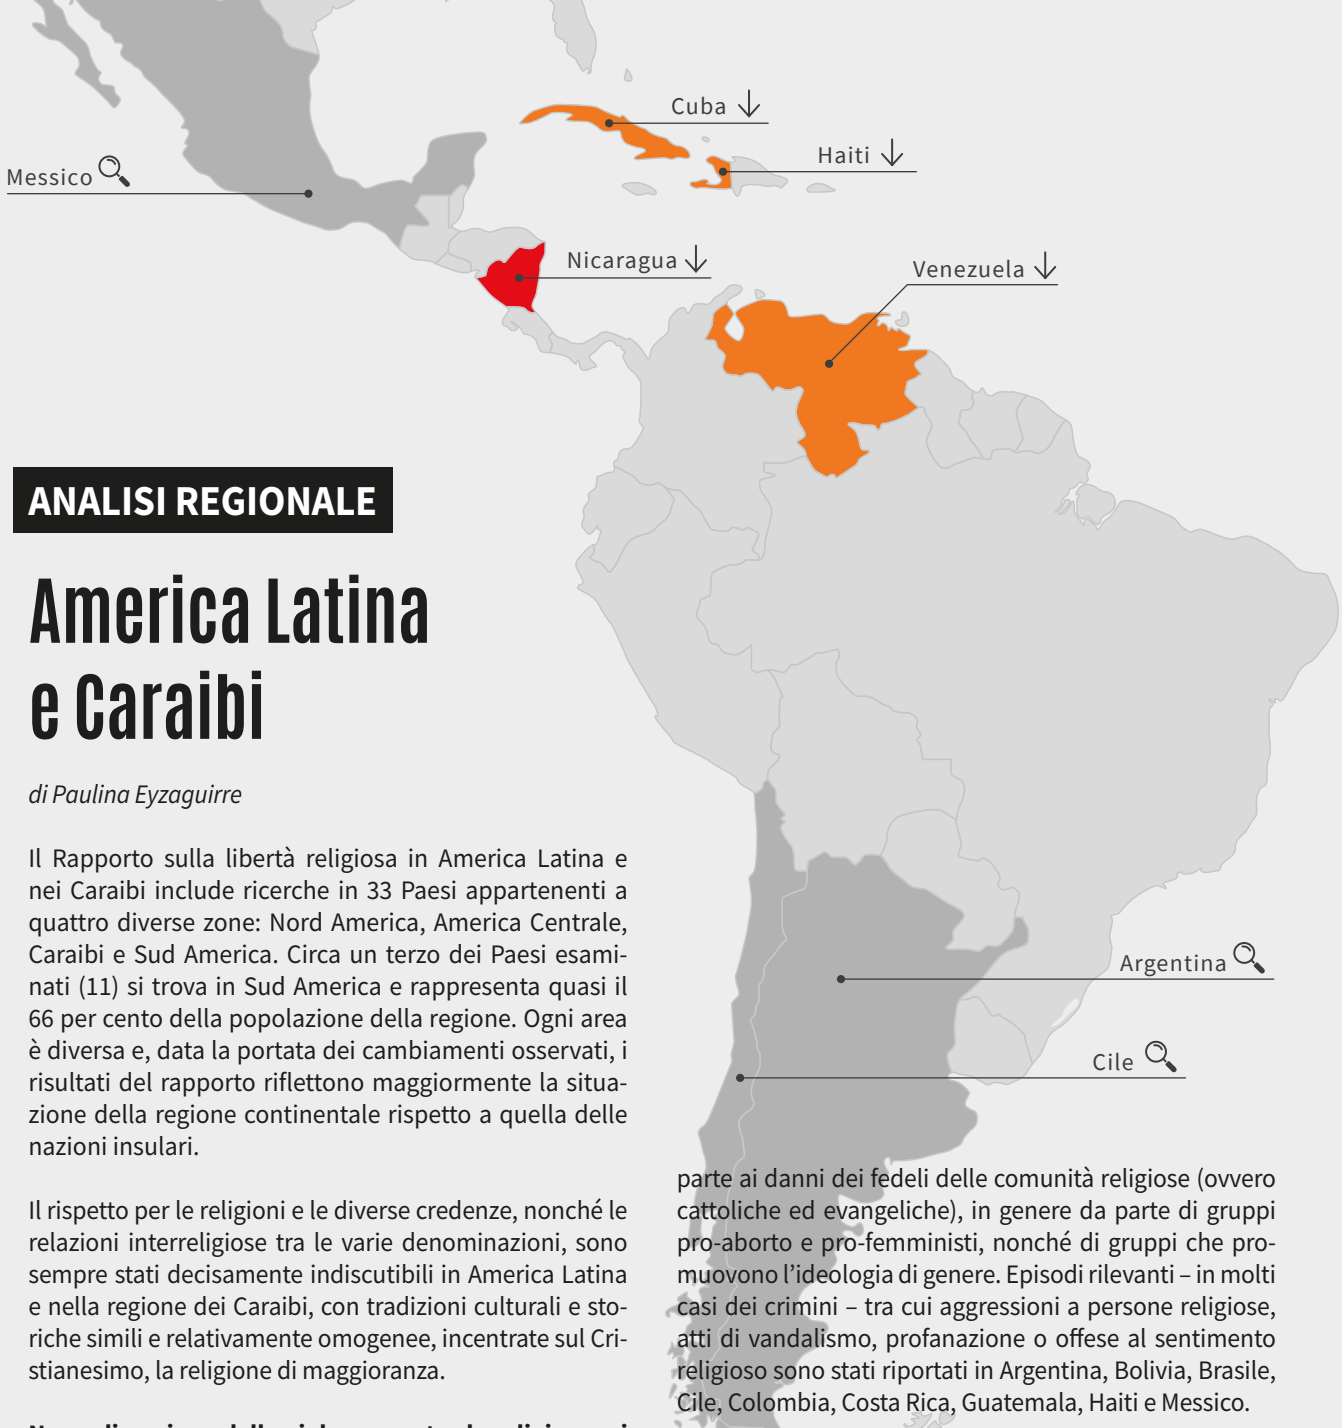 Cuba
Haiti
Messico
Nicaragua
Venezuela
ANALISI REGIONALE
America Latina
e Caraibi
di Paulina Eyzaguirre
Il Rapporto sulla libertà religiosa in America Latina e
nei Caraibi include ricerche in 33 Paesi appartenenti a
quattro diverse zone: Nord America, America Centrale,
Caraibi e Sud America. Circa un terzo dei Paesi esami-
nati (11) si trova in Sud America e rappresenta quasi il
66 per cento della popolazione della regione. Ogni area
è diversa e, data la portata dei cambiamenti osservati, i
risultati del rapporto riflettono maggiormente la situa-
zione della regione continentale rispetto a quella delle
nazioni insulari.
Il rispetto per le religioni e le diverse credenze, nonché le
relazioni interreligiose tra le varie denominazioni, sono
sempre stati decisamente indiscutibili in America Latina
e nella regione dei Caraibi, con tradizioni culturali e sto-
riche simili e relativamente omogenee, incentrate sul Cri-
stianesimo, la religione di maggioranza.
Argentina
Cile
parte ai danni dei fedeli delle comunità religiose (ovvero
cattoliche ed evangeliche), in genere da parte di gruppi
pro-aborto e pro-femministi, nonché di gruppi che pro-
muovono l'ideologia di genere. Episodi rilevanti – in molti
casi dei crimini – tra cui aggressioni a persone religiose,
atti di vandalismo, profanazione o offese al sentimento
religioso sono stati riportati in Argentina, Bolivia, Brasile,
Cile, Colombia, Costa Rica, Guatemala, Haiti e Messico.